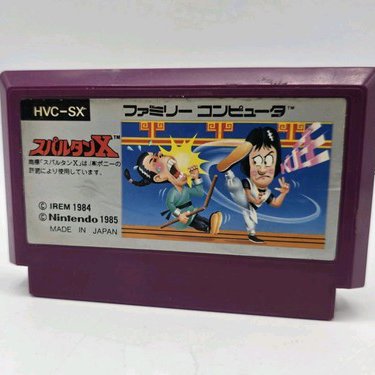 HVC-SX
ファミリー コンピュータ™
スパルタンX™
商標「スパルタンX」は(株)ポニーの
許諾により使用しています。
© IREM 1984
© Nintendo 1985
MADE IN JAPAN